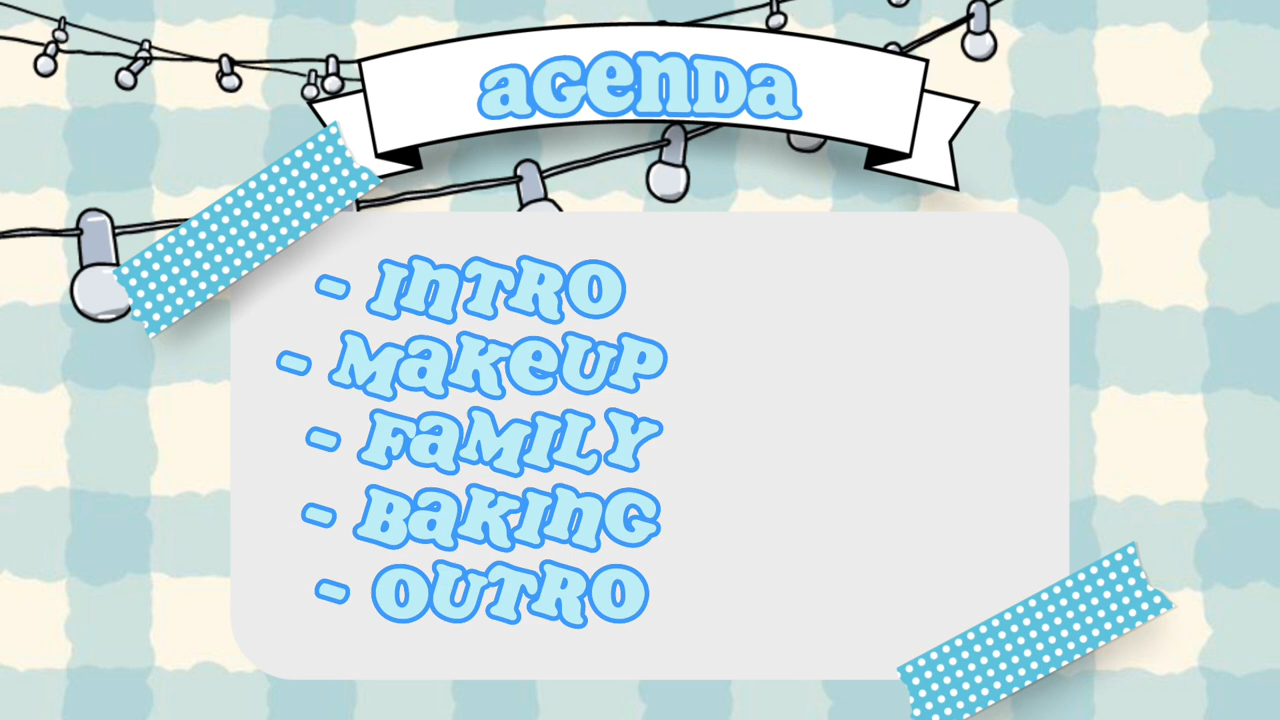 aGenDa
- InTRO
- MaKeUP
- FaMILY
- BaKInG
- OUTRO